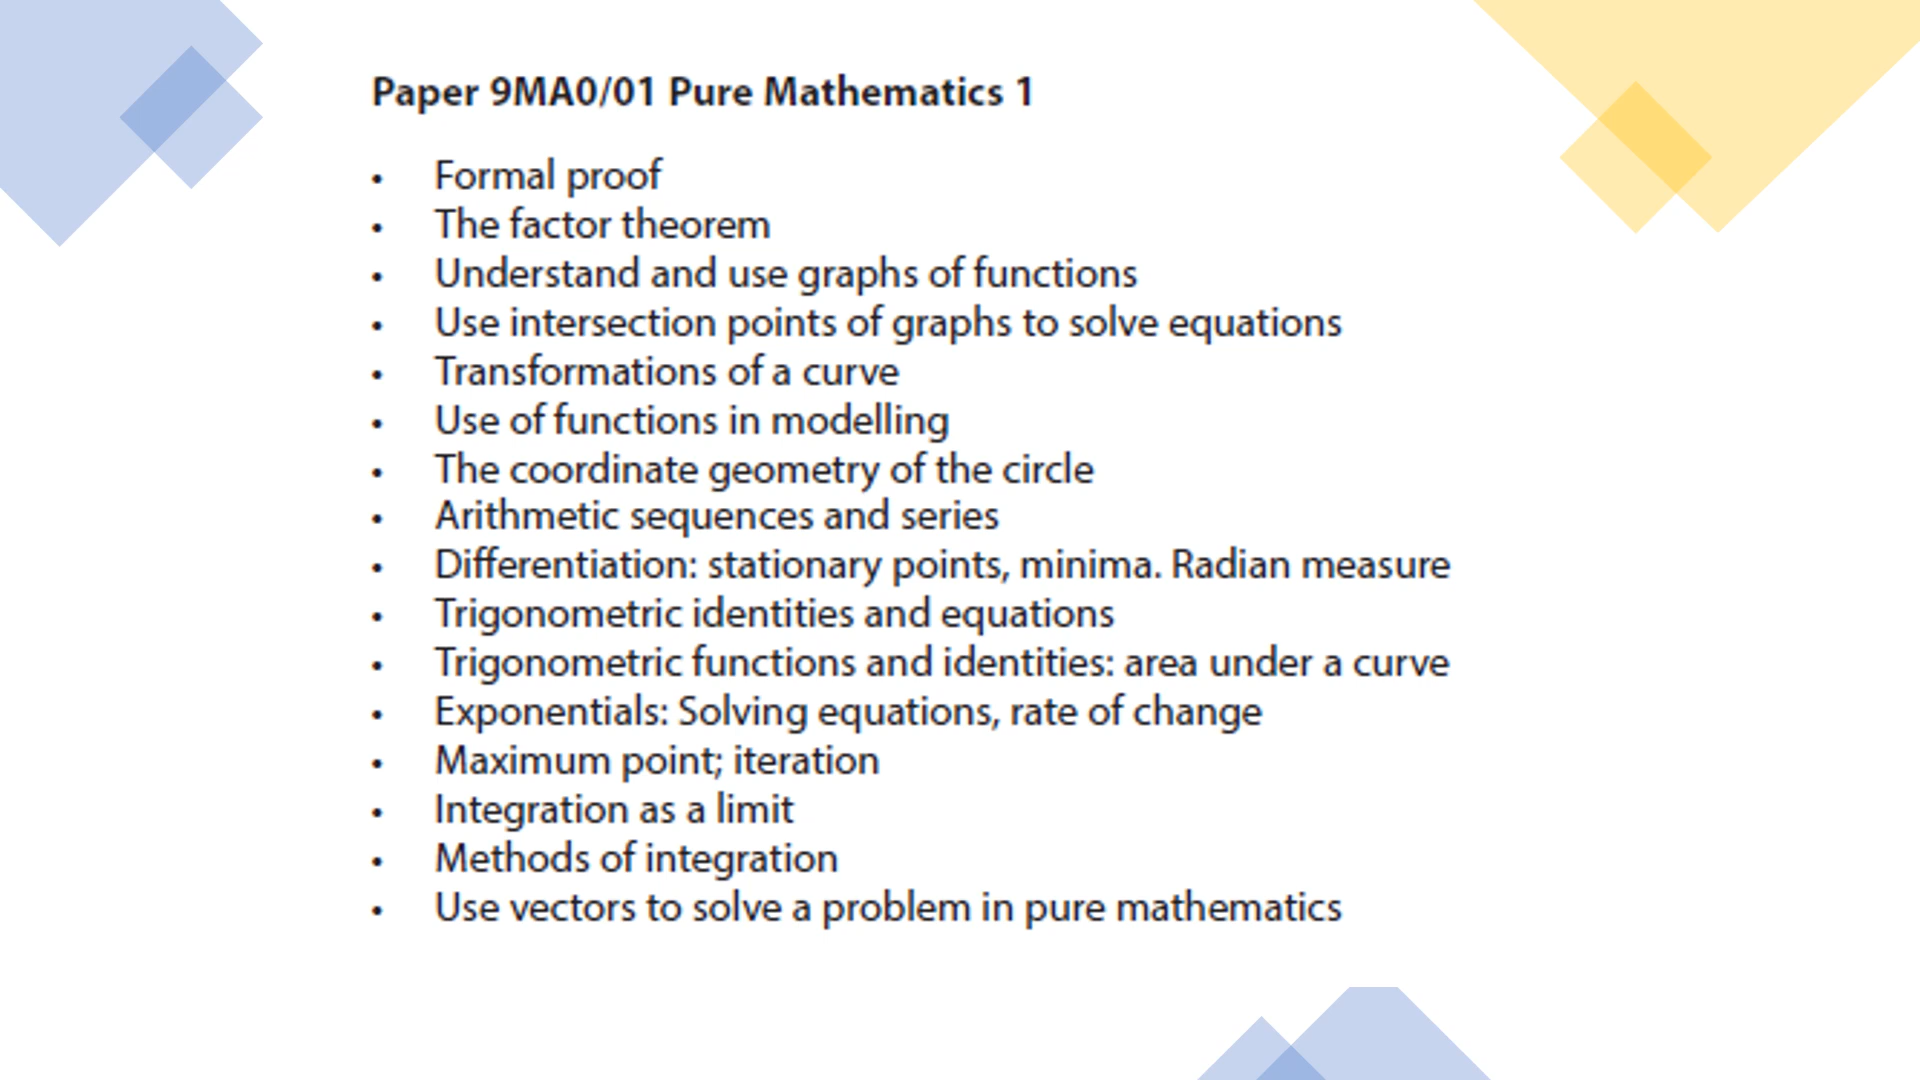 Paper 9MA0/01 Pure Mathematics 1
• Formal proof
• The factor theorem
• Understand and use graphs of functions
• Use intersection points of graphs to solve equations
• Transformations of a curve
• Use of functions in modelling
• The coordinate geometry of the circle
• Arithmetic sequences and series
• Differentiation: stationary points, minima. Radian measure
• Trigonometric identities and equations
• Trigonometric functions and identities: area under a curve
• Exponentials: Solving equations, rate of change
• Maximum point; iteration
• Integration as a limit
• Methods of integration
• Use vectors to solve a problem in pure mathematics